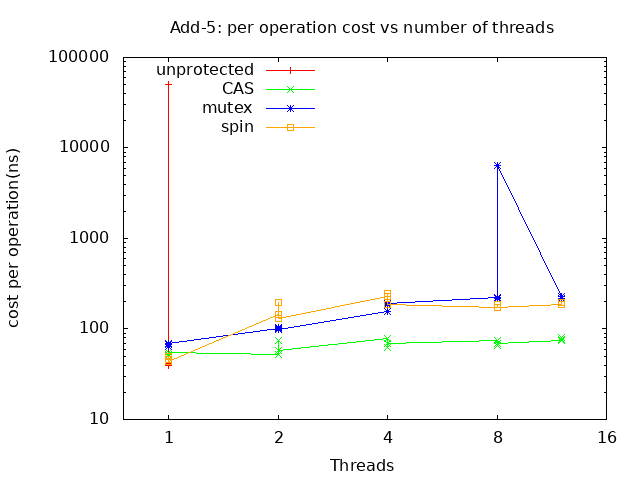 Add-5: per operation cost vs number of threads
cost per operation(ns)
100000
10000
1000
100
10
unprotected
CAS
mutex
spin
1 2 4 8 16
Threads